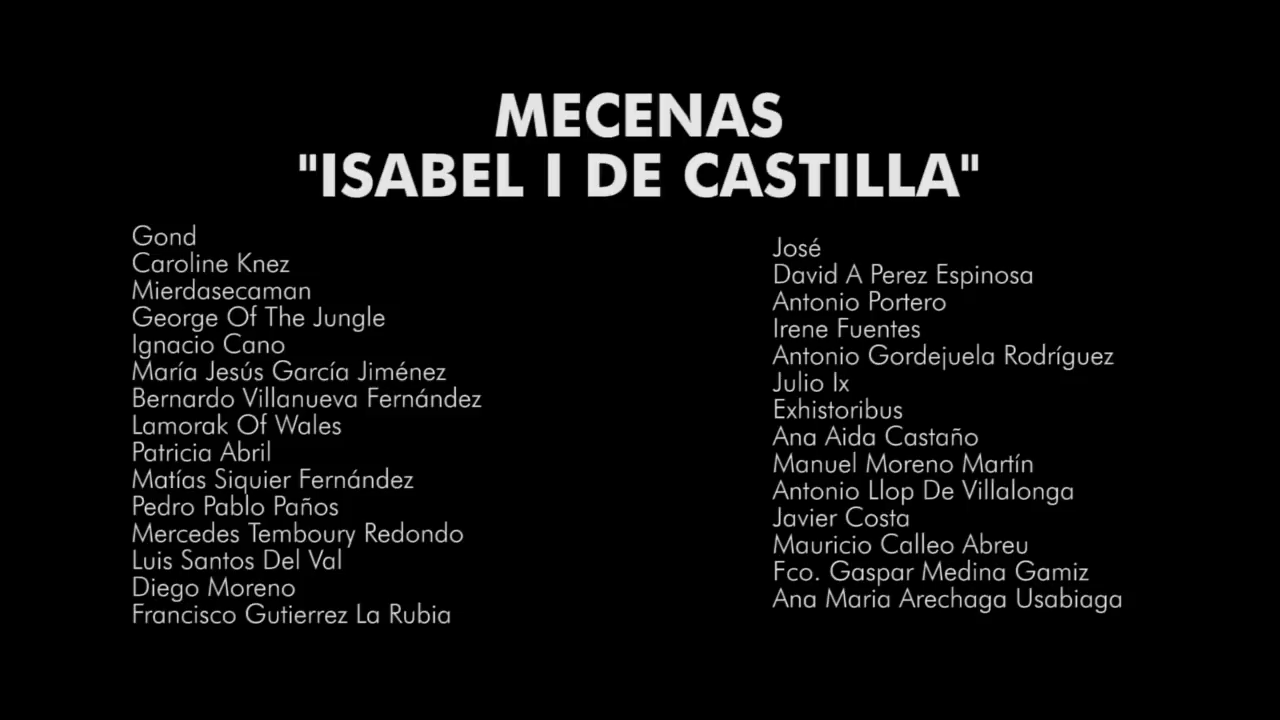 MECENAS
"ISABEL I DE CASTILLA"
Gond
Caroline Knez
Mierdasecaman
George Of The Jungle
Ignacio Cano
María Jesús García Jiménez
Bernardo Villanueva Fernández
Lamorak Of Wales
Patricia Abril
Matías Siquier Fernández
Pedro Pablo Paños
Mercedes Temboury Redondo
Luis Santos Del Val
Diego Moreno
Francisco Gutierrez La Rubia
José
David A Perez Espinosa
Antonio Portero
Irene Fuentes
Antonio Gordejuela Rodríguez
Julio Ix
Exhistoribus
Ana Aida Castaño
Manuel Moreno Martín
Antonio Llop De Villalonga
Javier Costa
Mauricio Calleo Abreu
Fco. Gaspar Medina Gamiz
Ana Maria Arechaga Usabiaga